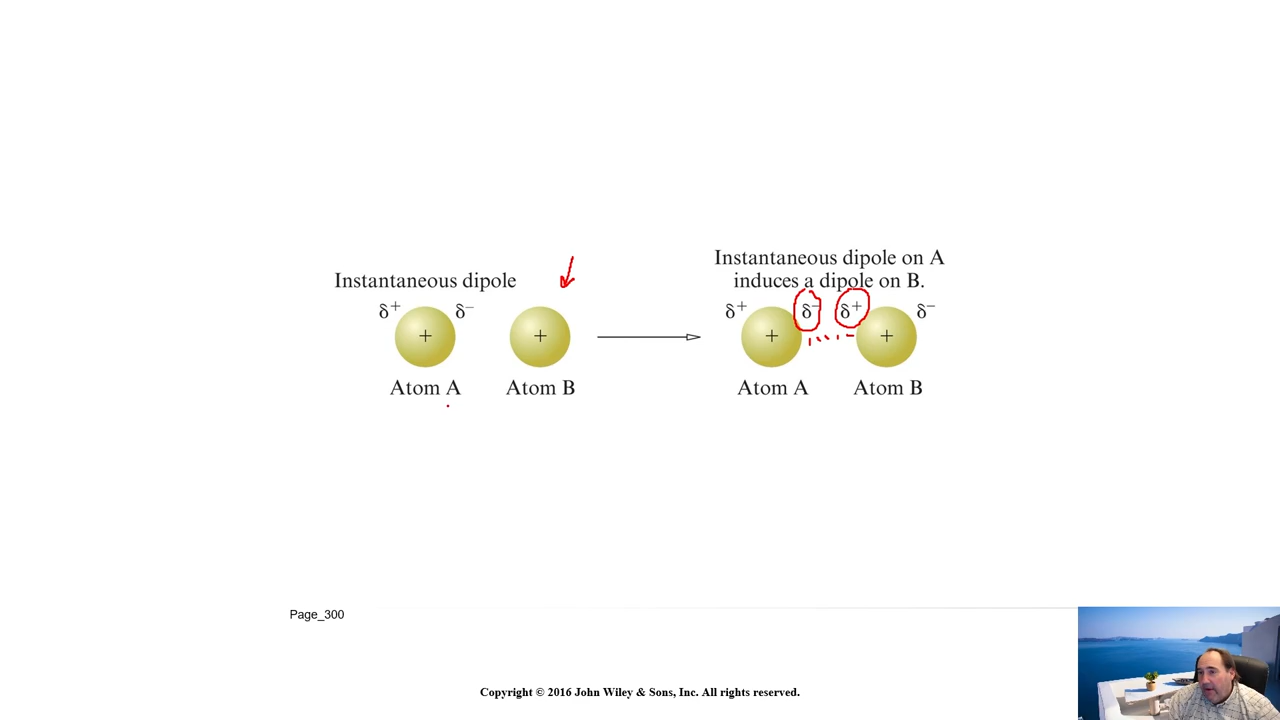 Instantaneous dipole
δ+ δ−
+ +
Atom A Atom B
Instantaneous dipole on A
induces a dipole on B.
δ+ δ− δ+ δ−
+ +
Atom A Atom B
Page_300
Copyright © 2016 John Wiley & Sons, Inc. All rights reserved.